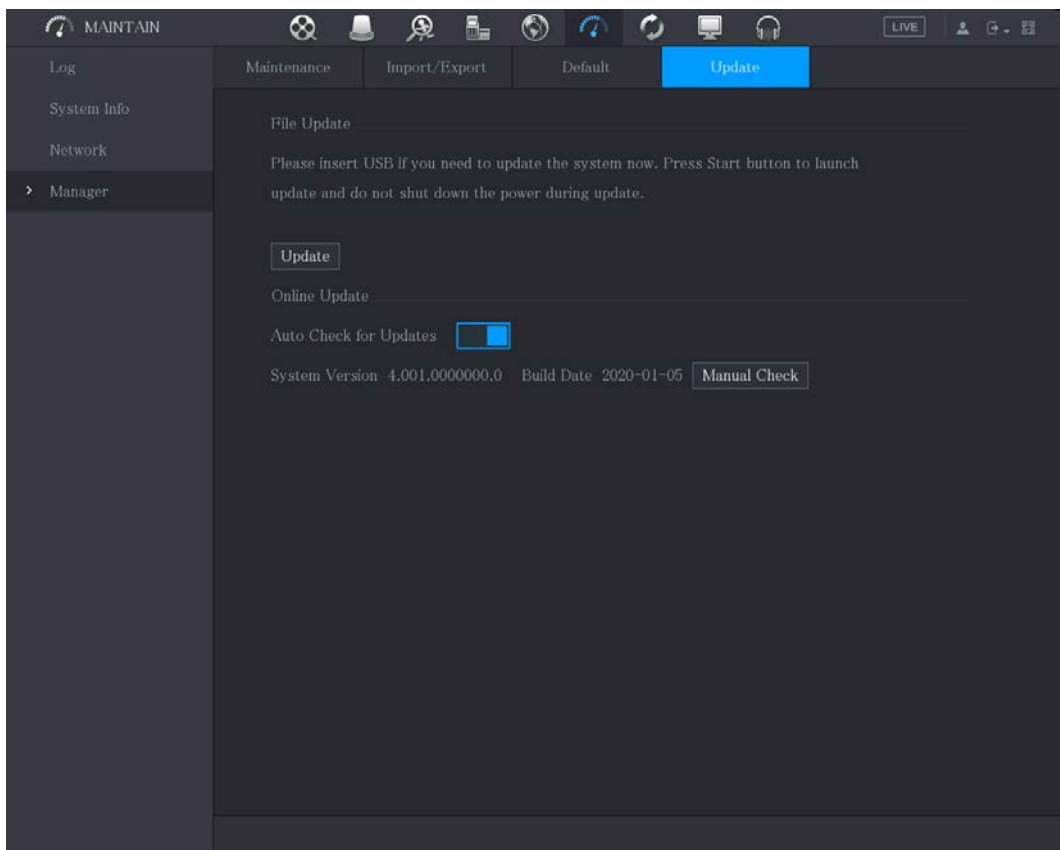 MAINTAIN
LIVE
Log
System Info
Network
Manager
Maintenance Import/Export Default Update
File Update
Please insert USB if you need to update the system now. Press Start button to launch
update and do not shut down the power during update.
Update
Online Update
Auto Check for Updates
System Version 4.001.0000000.0 Build Date 2020-01-05 Manual Check